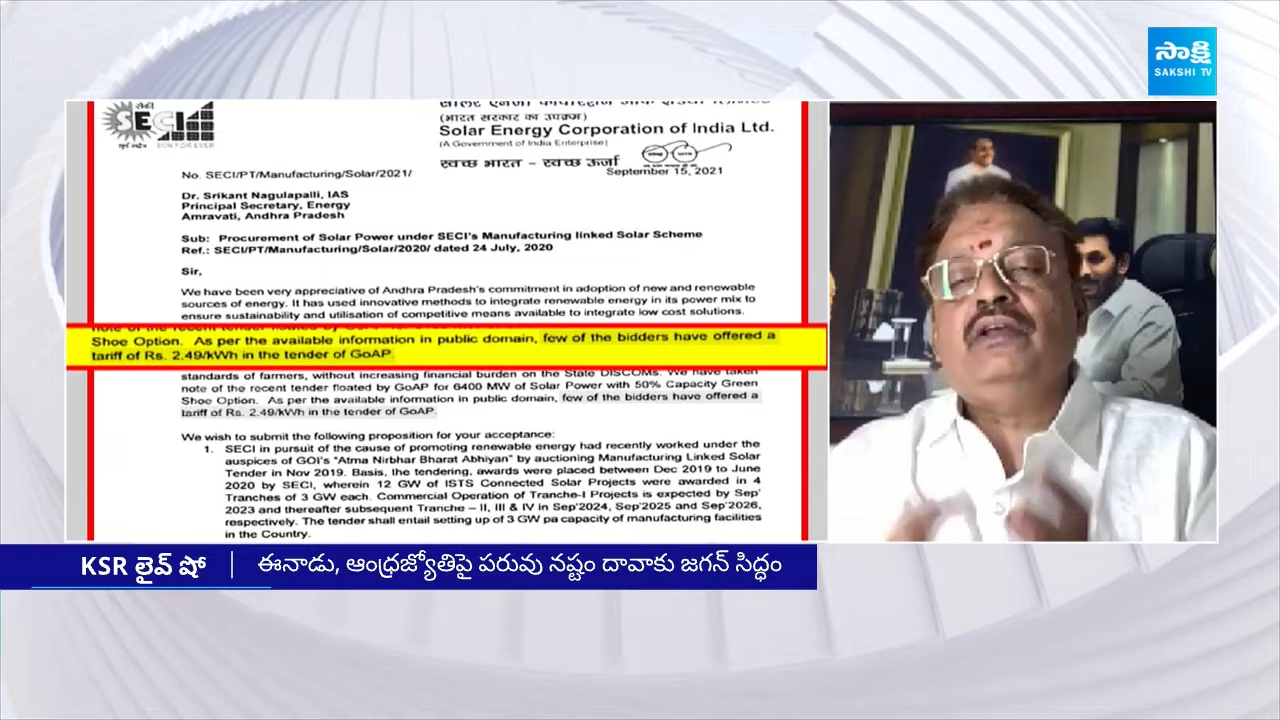 సాక్షి
SAKSHI TV
सेकी
SECI
SUN FOR EVER
(भारत सरकार का उपक्रम)
Solar Energy Corporation of India Ltd.
(A Government of India Enterprise)
स्वच्छ भारत – स्वच्छ ऊर्जा
No. SECI/PT/Manufacturing/Solar/2021/
September 15, 2021
Dr. Srikant Nagulapalli, IAS
Principal Secretary, Energy
Amravati, Andhra Pradesh
Sub: Procurement of Solar Power under SECI's Manufacturing linked Solar Scheme
Ref.: SECI/PT/Manufacturing/Solar/2020/ dated 24 July, 2020
Sir,
We have been very appreciative of Andhra Pradesh's commitment in adoption of new and renewable
sources of energy. It has used innovative methods to integrate renewable energy in its power mix to
ensure sustainability and utilisation of competitive means available to integrate low cost solutions.
note of the recent tender floated by
Shoe Option. As per the available information in public domain, few of the bidders have offered a
tariff of Rs. 2.49/kWh in the tender of GoAP.
standards of farmers, without increasing financial burden on the State DISCOMs. We have taken
note of the recent tender floated by GoAP for 6400 MW of Solar Power with 50% Capacity Green
Shoe Option. As per the available information in public domain, few of the bidders have offered a
tariff of Rs. 2.49/kWh in the tender of GoAP.
We wish to submit the following proposition for your acceptance:
1. SECI in pursuit of the cause of promoting renewable energy had recently worked under the
auspices of GOI's "Atma Nirbhar Bharat Abhiyan" by auctioning Manufacturing Linked Solar
Tender in Nov 2019. Basis, the tendering, awards were placed between Dec 2019 to June
2020 by SECI, wherein 12 GW of ISTS Connected Solar Projects were awarded in 4
Tranches of 3 GW each. Commercial Operation of Tranche-I Projects is expected by Sep'
2023 and thereafter subsequent Tranche – II, III & IV in Sep'2024, Sep'2025 and Sep'2026,
respectively. The tender shall entail setting up of 3 GW pa capacity of manufacturing facilities
in the Country.
KSR లైవ్ షో | ఈనాడు, ఆంధ్రజ్యోతిపై పరువు నష్టం దావాకు జగన్ సిద్ధం